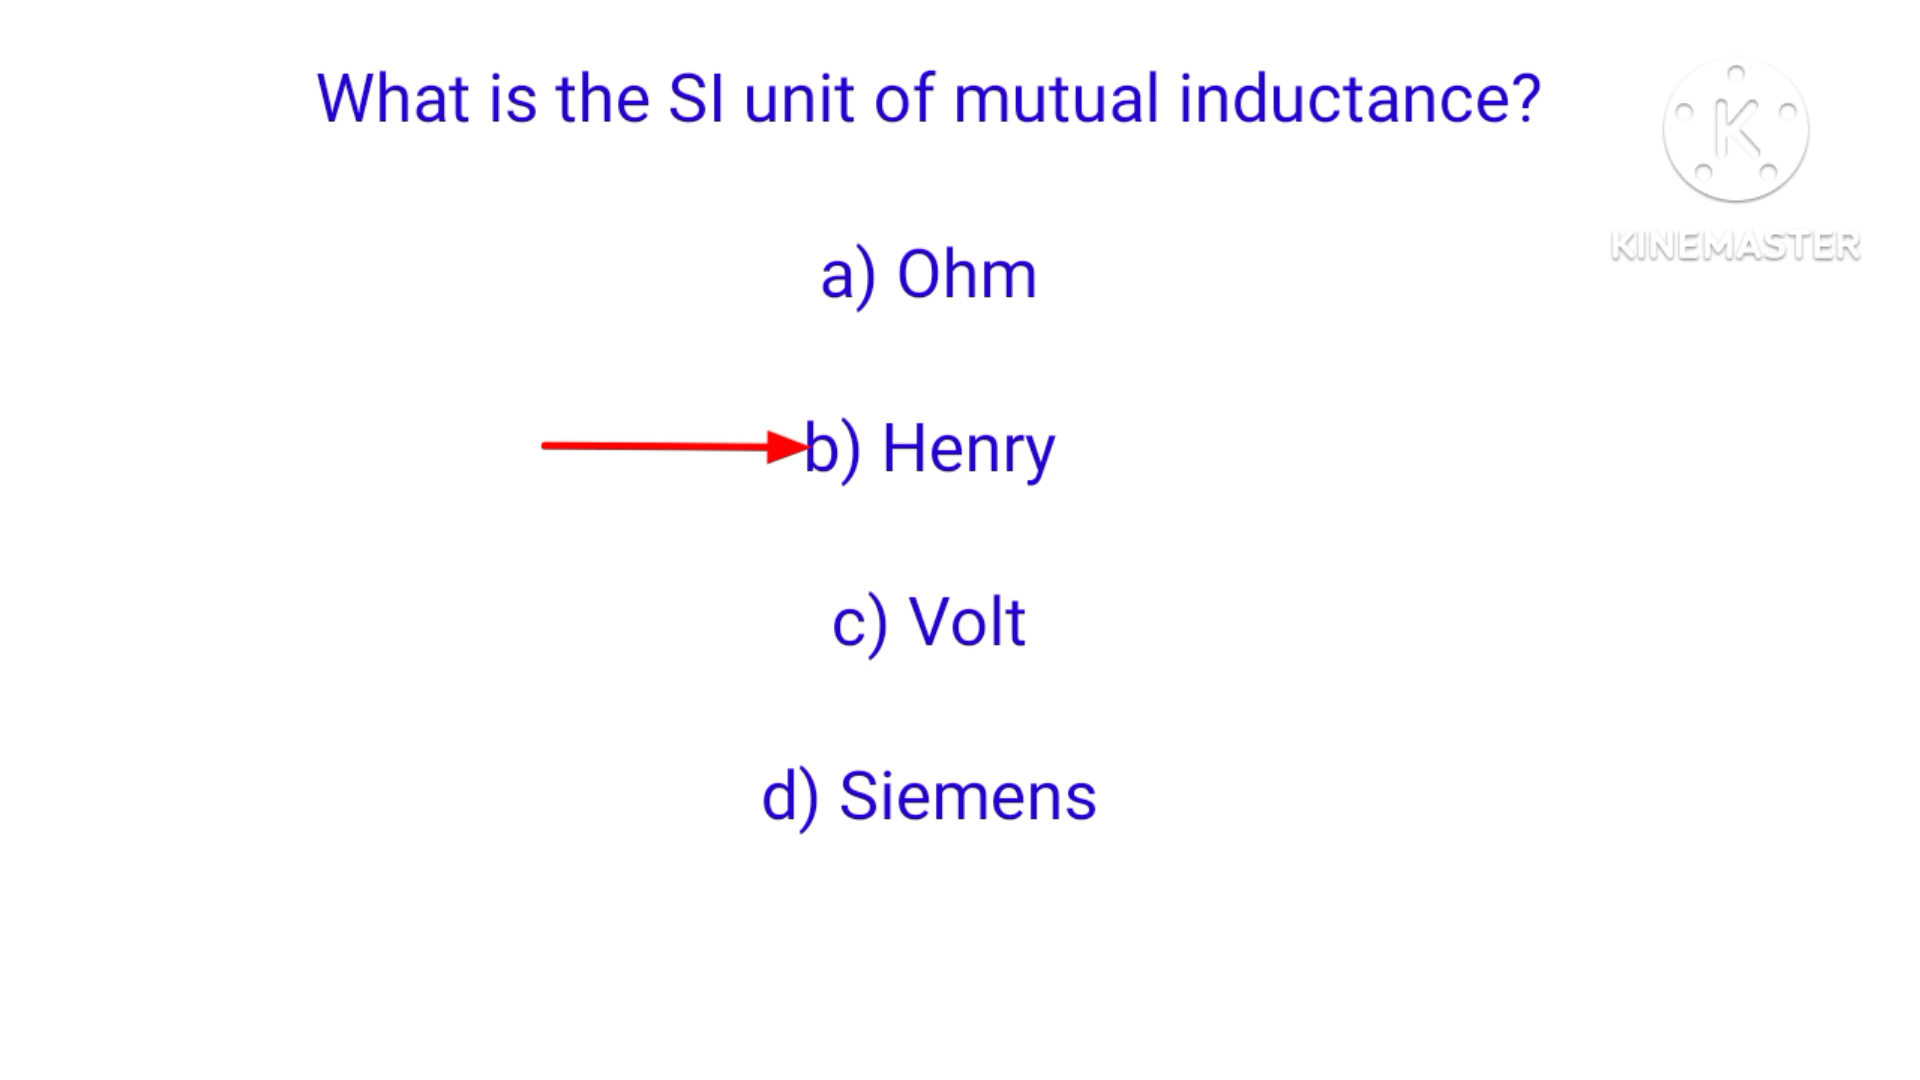 What is the SI unit of mutual inductance?
K
KINEMASTER
a) Ohm
b) Henry
c) Volt
d) Siemens